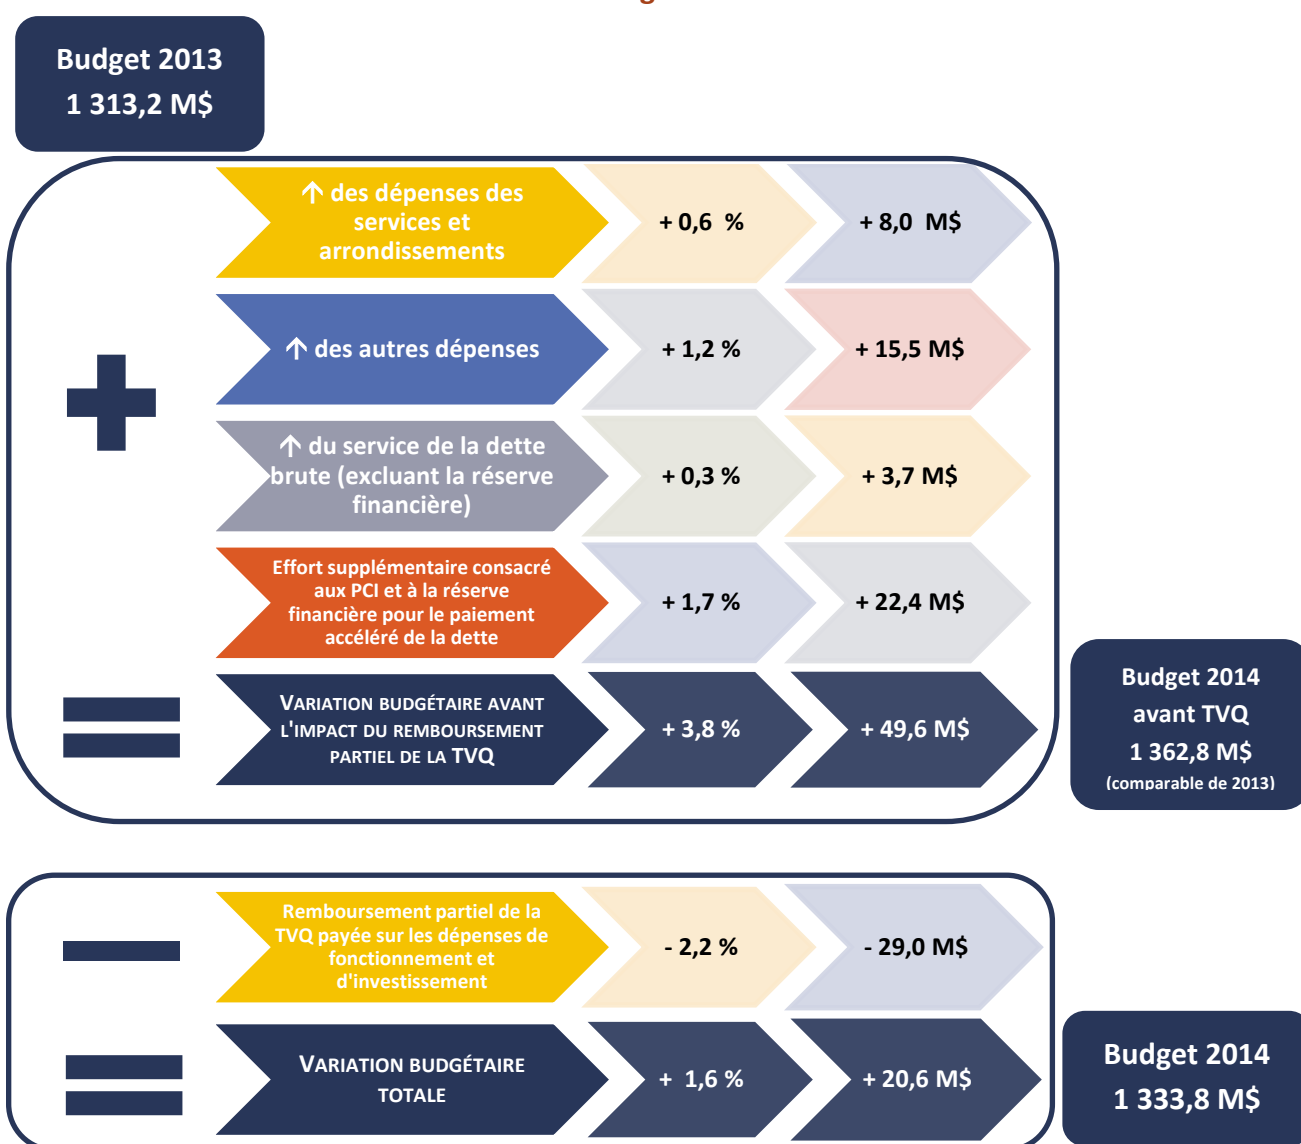 Budget 2013
1 313,2 M$
↑ des dépenses des
services et
arrondissements
+ 0,6 %
+ 8,0 M$
↑ des autres dépenses
+ 1,2 %
+ 15,5 M$
↑ du service de la dette
brute (excluant la réserve
financière)
+ 0,3 %
+ 3,7 M$
Effort supplémentaire consacré
aux PCI et à la réserve
financière pour le paiement
accéléré de la dette
+ 1,7 %
+ 22,4 M$
VARIATION BUDGÉTAIRE AVANT
L'IMPACT DU REMBOURSEMENT
PARTIEL DE LA TVQ
+ 3,8 %
+ 49,6 M$
Budget 2014
avant TVQ
1 362,8 M$
(comparable de 2013)
Remboursement partiel de la
TVQ payée sur les dépenses de
fonctionnement et
d'investissement
- 2,2 %
- 29,0 M$
VARIATION BUDGÉTAIRE
TOTALE
+ 1,6 %
+ 20,6 M$
Budget 2014
1 333,8 M$